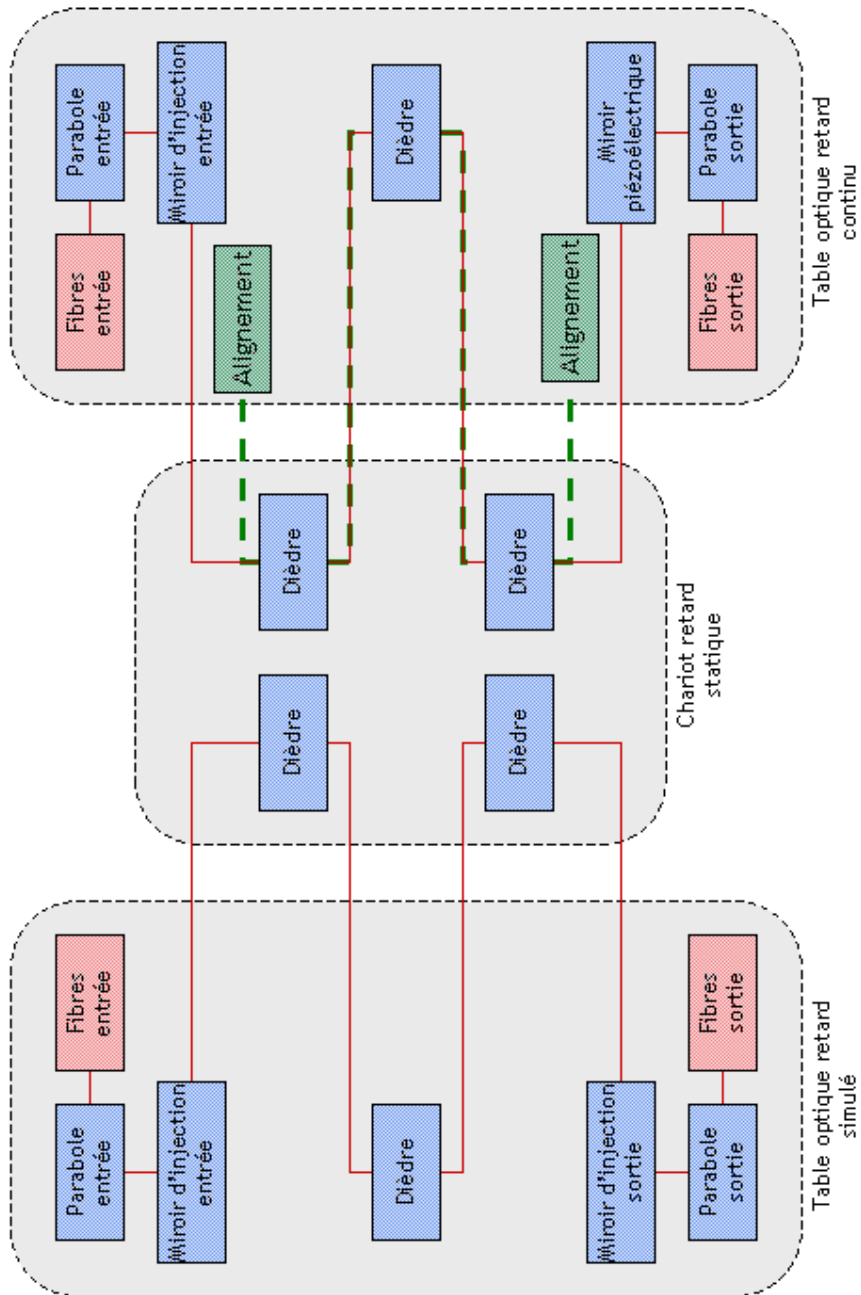 Parabole
entrée
Fibres
entrée
Miroir d'injection
entrée
Alignement
Dièdre
Alignement
Miroir
piézoélectrique
Parabole
sortie
Fibres
sortie
Table optique retard
continu
Dièdre
Dièdre
Dièdre
Dièdre
Chariot retard
statique
Fibres
entrée
Parabole
entrée
Miroir d'injection
entrée
Dièdre
Miroir d'injection
sortie
Fibres
sortie
Parabole
sortie
Table optique retard
simulé